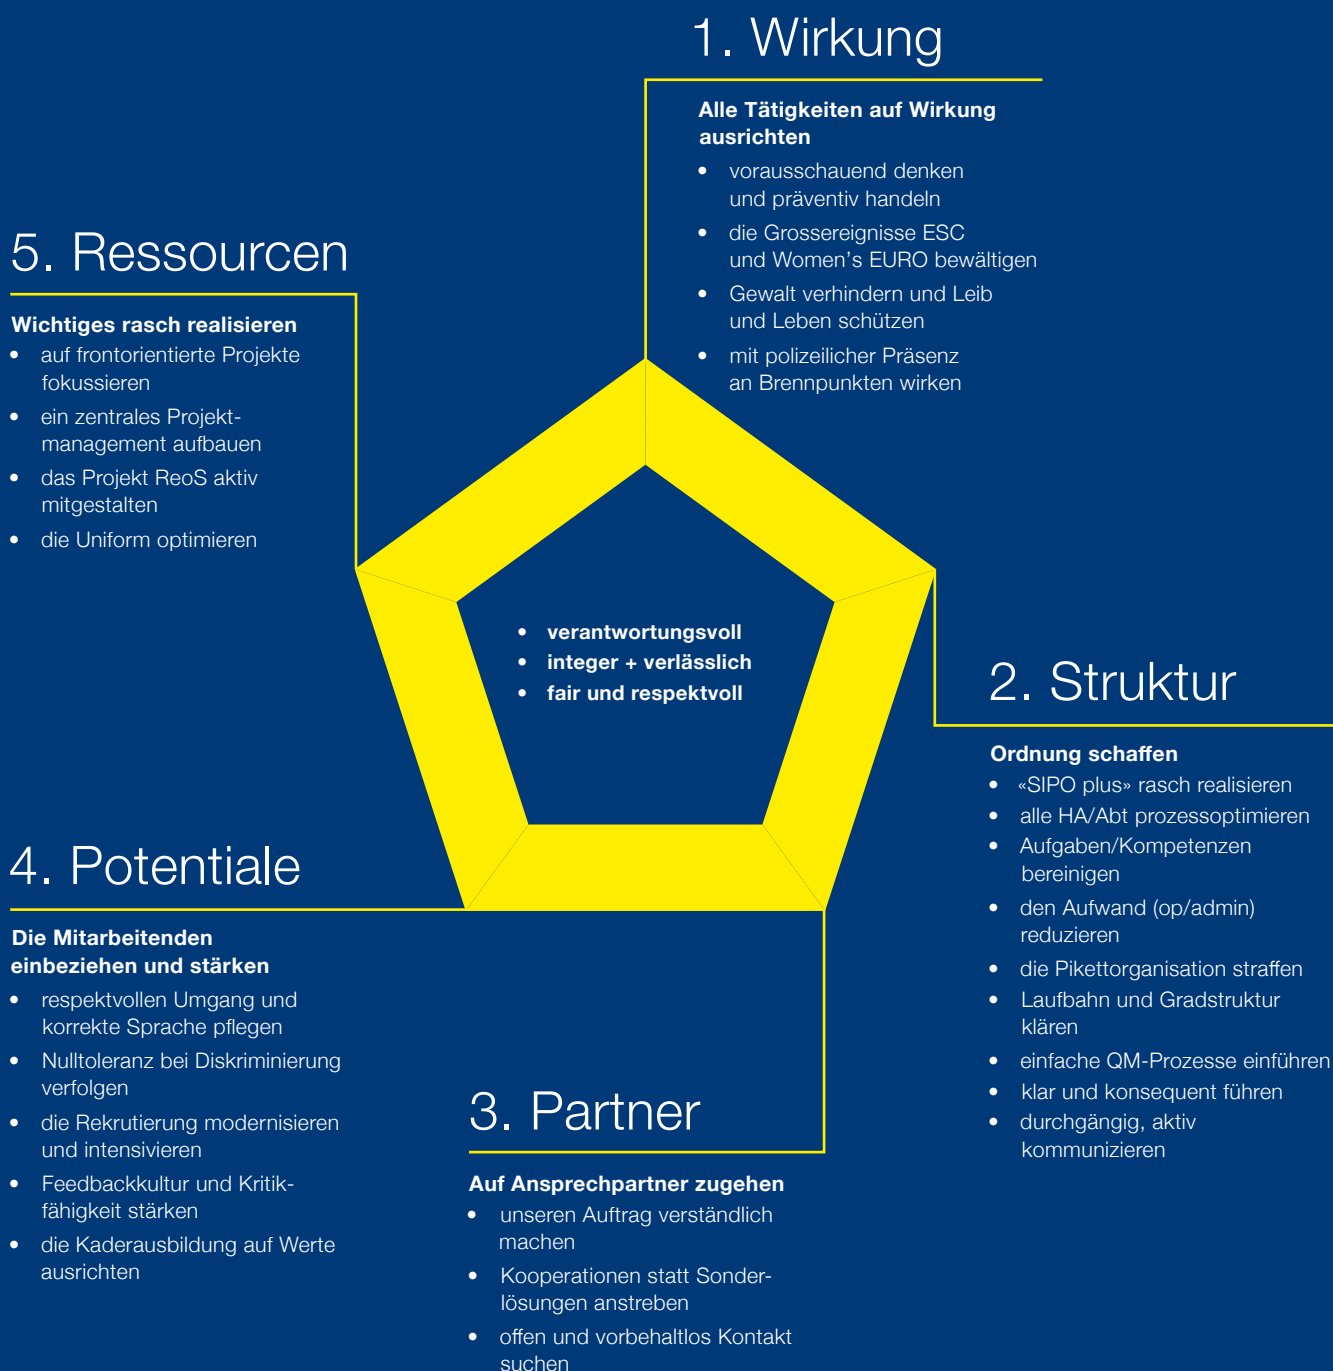 1. Wirkung
Alle Tätigkeiten auf Wirkung
ausrichten
• vorausschauend denken
und präventiv handeln
• die Grossereignisse ESC
und Women's EURO bewältigen
• Gewalt verhindern und Leib
und Leben schützen
• mit polizeilicher Präsenz
an Brennpunkten wirken
2. Struktur
Ordnung schaffen
• «SIPO plus» rasch realisieren
• alle HA/Abt prozessoptimieren
• Aufgaben/Kompetenzen
bereinigen
• den Aufwand (op/admin)
reduzieren
• die Pikettorganisation straffen
• Laufbahn und Gradstruktur
klären
• einfache QM-Prozesse einführen
• klar und konsequent führen
• durchgängig, aktiv
kommunizieren
3. Partner
Auf Ansprechpartner zugehen
• unseren Auftrag verständlich
machen
• Kooperationen statt Sonder-
lösungen anstreben
• offen und vorbehaltlos Kontakt
suchen
4. Potentiale
Die Mitarbeitenden
einbeziehen und stärken
• respektvollen Umgang und
korrekte Sprache pflegen
• Nulltoleranz bei Diskriminierung
verfolgen
• die Rekrutierung modernisieren
und intensivieren
• Feedbackkultur und Kritik-
fähigkeit stärken
• die Kaderausbildung auf Werte
ausrichten
5. Ressourcen
Wichtiges rasch realisieren
• auf frontorientierte Projekte
fokussieren
• ein zentrales Projekt-
management aufbauen
• das Projekt ReoS aktiv
mitgestalten
• die Uniform optimieren
• verantwortungsvoll
• integer + verlässlich
• fair und respektvoll